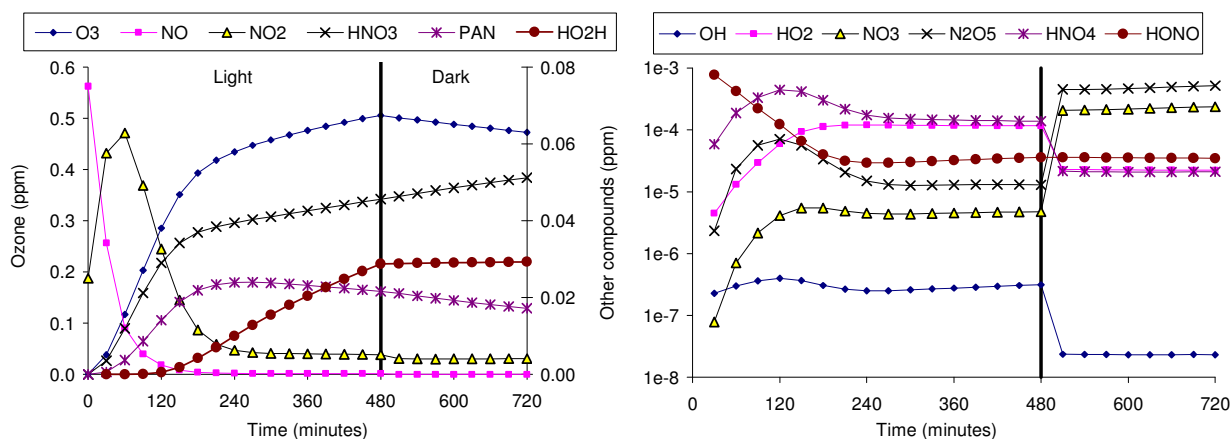 O3 NO NO2 HNO3 PAN HO2H
Light Dark
Ozone (ppm)
0.6
0.5
0.4
0.3
0.2
0.1
0.0
0.08
0.06
0.04
0.02
0.00
0 120 240 360 480 600 720
Time (minutes)
OH HO2 NO3 N2O5 HNO4 HONO
Other compounds (ppm)
1e-3
1e-4
1e-5
1e-6
1e-7
1e-8
0 120 240 360 480 600 720
Time (minutes)